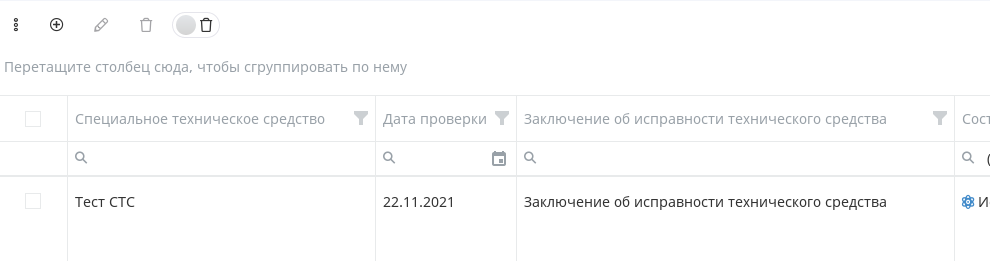 Перетащите столбец сюда, чтобы сгруппировать по нему
Специальное техническое средство Дата проверки Заключение об исправности технического средства
Тест СТС 22.11.2021 Заключение об исправности технического средства